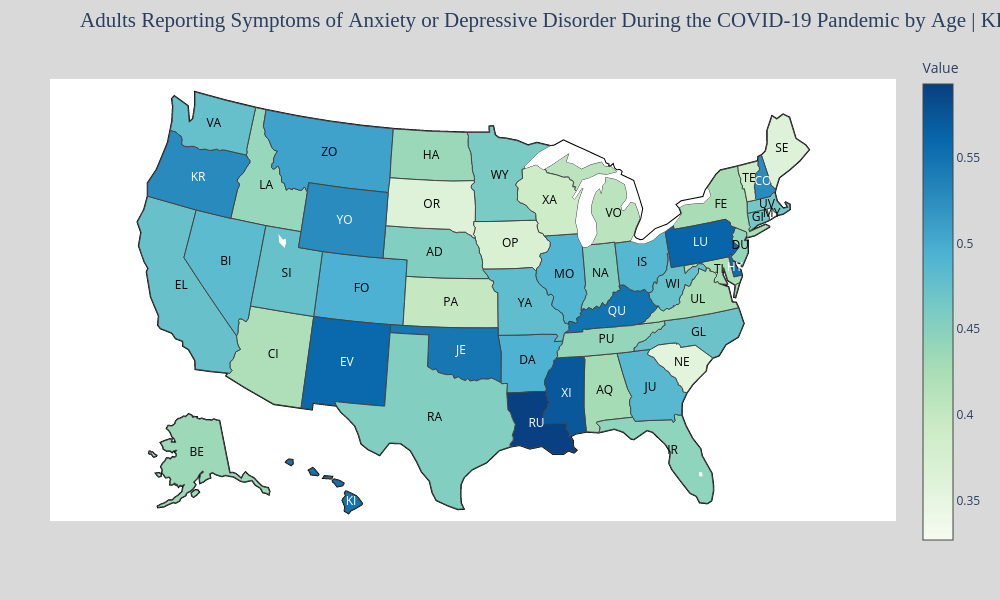 Adults Reporting Symptoms of Anxiety or Depressive Disorder During the COVID-19 Pandemic by Age |
Value
VA
ZO
HA
WY
SE
KR
LA
XA
TE
CO
YO
OR
VO
FE
UV
MY
GI
BI
SI
AD
OP
IS
LU
DU
EL
FO
PA
YA
MO
NA
WI
UL
QU
GL
CI
EV
JE
DA
PU
NE
RA
RU
XI
AQ
JU
IR
BE
KI
0.55
0.5
0.45
0.4
0.35